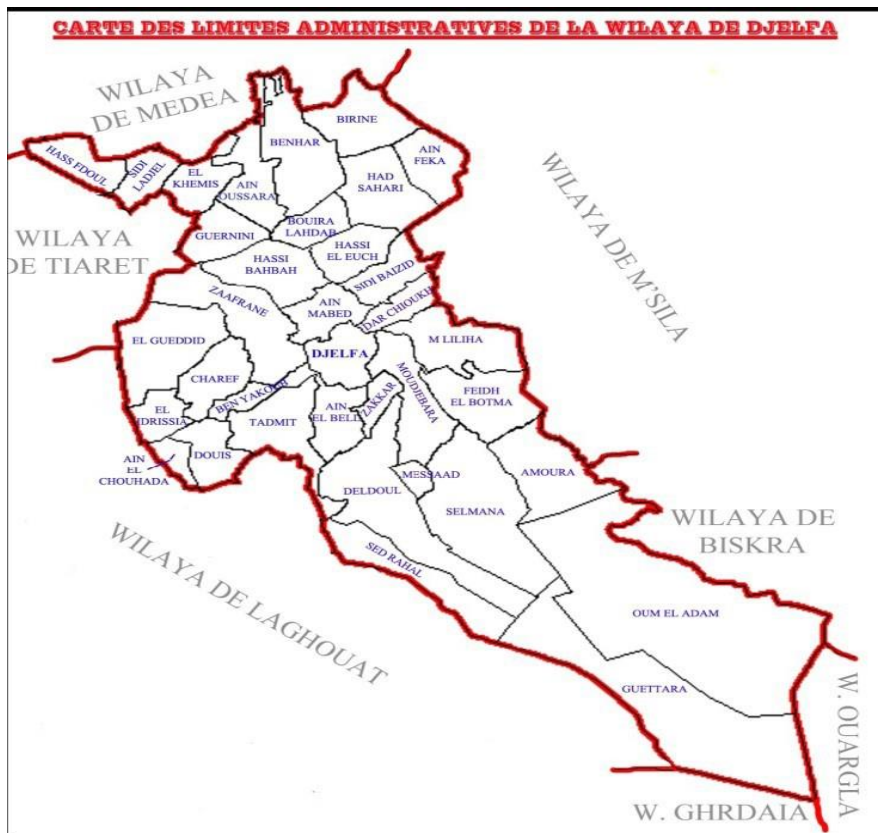 CARTE DES LIMITES ADMINISTRATIVES DE LA WILAYA DE DJELFA
WILAYA
DE MEDEA
BIRINE
BENHAR
AIN
FEKA
HASS FDOUL
SIDI
LADJEL
EL
KHEMIS
AIN
OUSSARA
HAD
SAHARI
WILAYA DE M'SILA
WILAYA
DE TIARET
GUERNINI
BOUIRA
LAHDAB
HASSI
EL EUCH
HASSI
BAHBAH
SIDI BAIZID
ZAAFRANE
AIN
MABED
DAR CHIOUKH
EL GUEDDID
DJELFA
M LILIHA
CHAREF
BEN YAKOUB
MOUDJEBARA
FEIDH
EL BOTMA
EL
IDRISSIA
TADMIT
AIN
EL BELL
ZAKKAR
AIN
EL
CHOUHADA
DOUIS
MESSAAD
AMOURA
DELDOUL
SELMANA
WILAYA DE
BISKRA
WILAYA DE LAGHOUAT
SED RAHAL
OUM EL ADAM
GUETTARA
W. OUARGLA
W. GHRDAIA